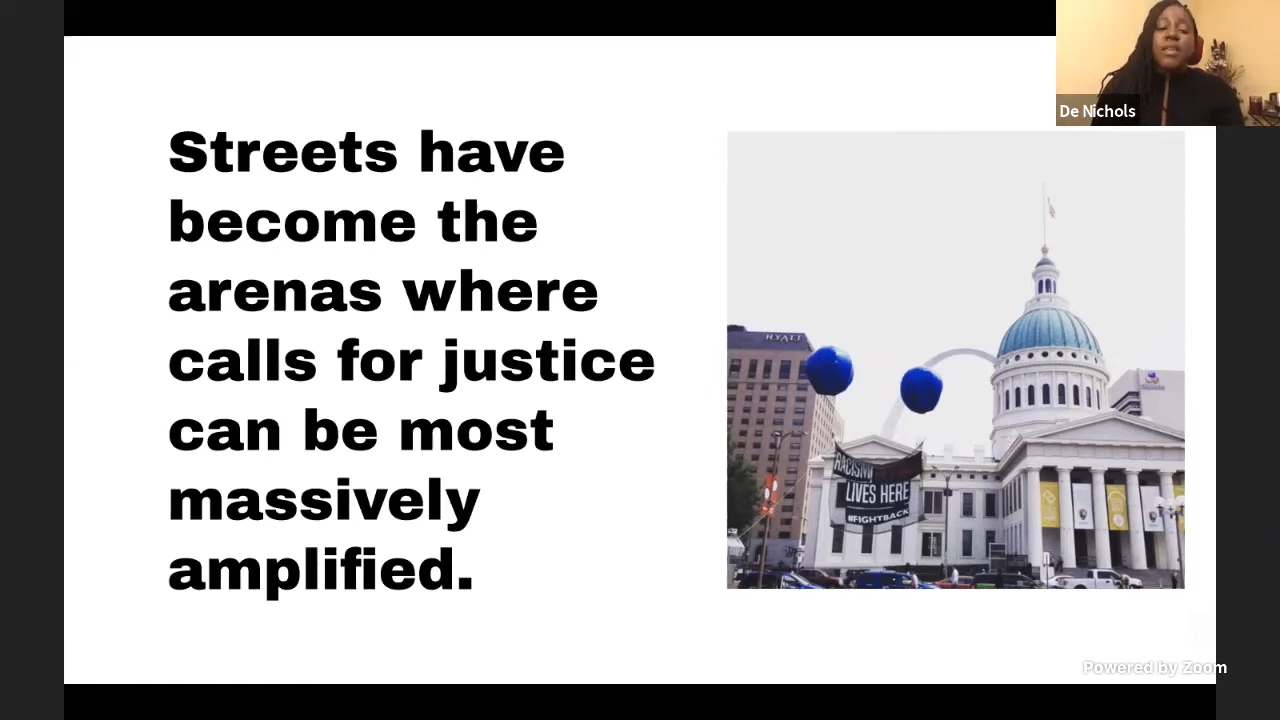 De Nichols
Streets have
become the
arenas where
calls for justice
can be most
massively
amplified.
HYATT
RACISM
LIVES HERE
#FIGHTBACK
Powered by Zoom